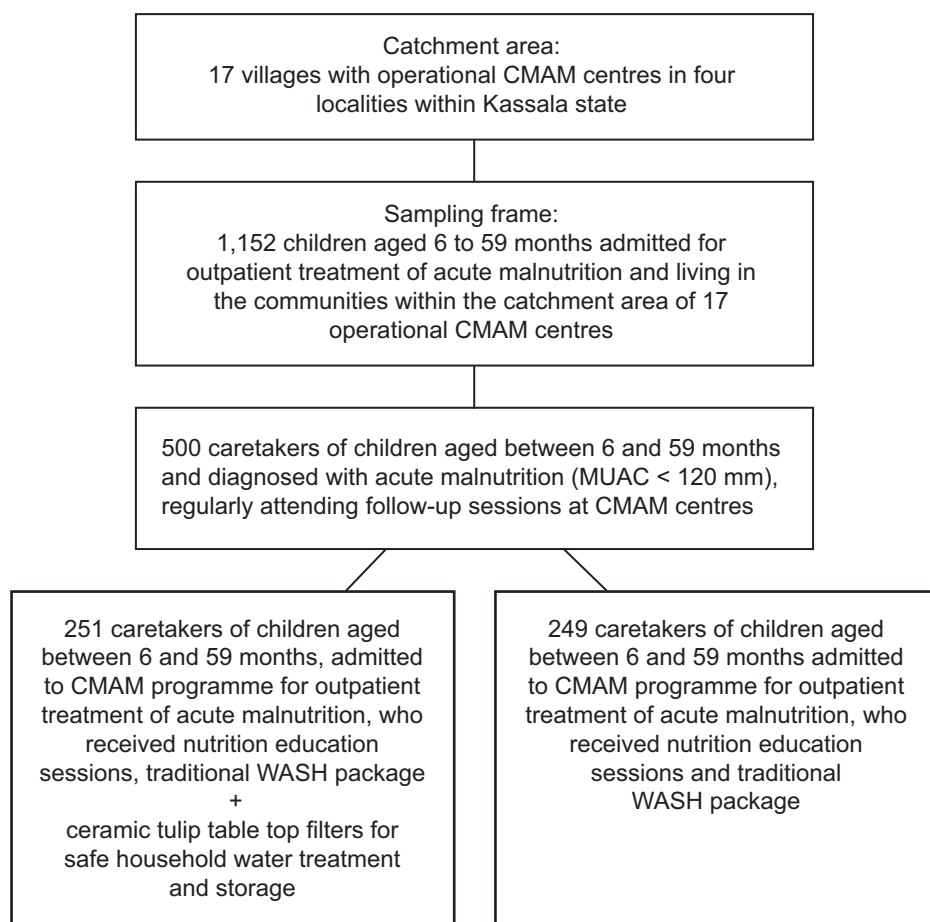 Catchment area:
17 villages with operational CMAM centres in four
localities within Kassala state
Sampling frame:
1,152 children aged 6 to 59 months admitted for
outpatient treatment of acute malnutrition and living in
the communities within the catchment area of 17
operational CMAM centres
500 caretakers of children aged between 6 and 59 months
and diagnosed with acute malnutrition (MUAC < 120 mm),
regularly attending follow-up sessions at CMAM centres
251 caretakers of children aged
between 6 and 59 months, admitted
to CMAM programme for outpatient
treatment of acute malnutrition, who
received nutrition education
sessions, traditional WASH package
+
ceramic tulip table top filters for
safe household water treatment
and storage
249 caretakers of children aged
between 6 and 59 months admitted
to CMAM programme for outpatient
treatment of acute malnutrition, who
received nutrition education
sessions and traditional
WASH package